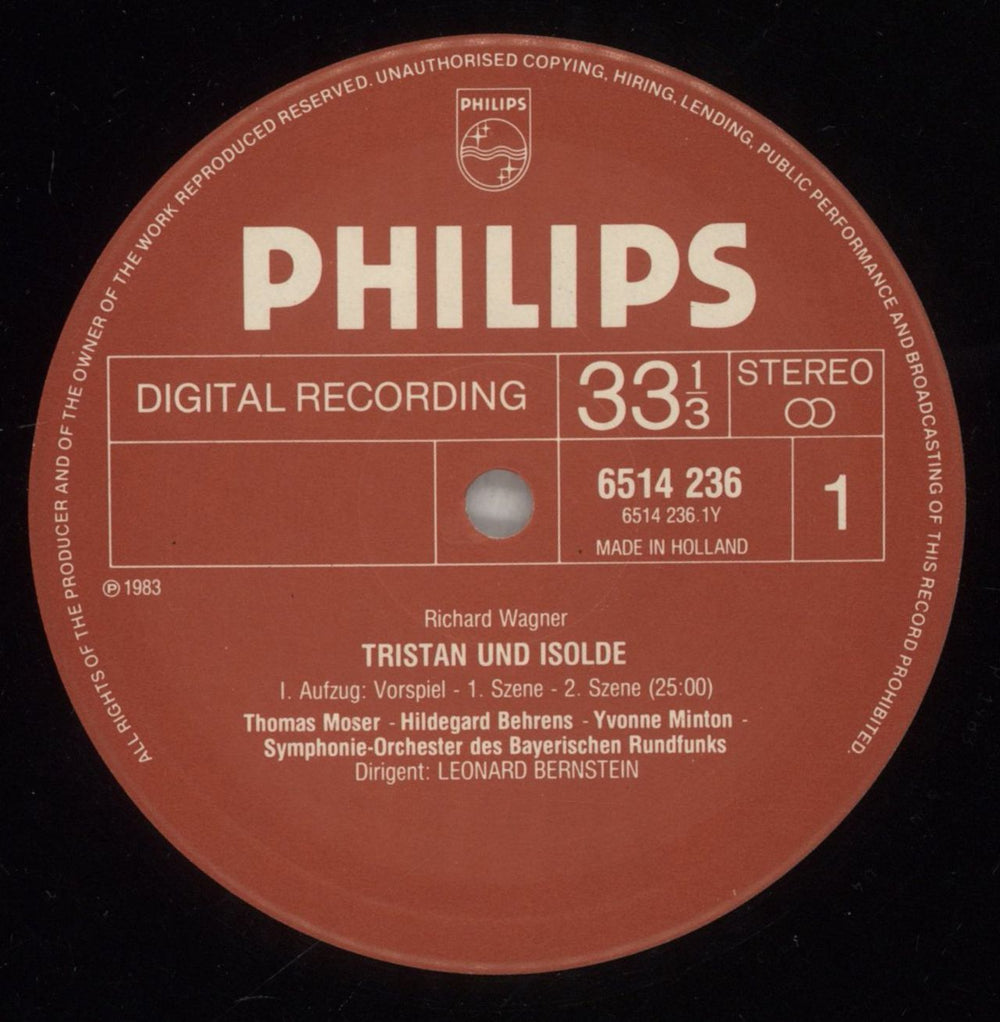 ALL RIGHTS OF THE PRODUCER AND OF THE OWNER OF THE WORK REPRODUCED RESERVED. UNAUTHORISED COPYING, HIRING, LENDING, PUBLIC PERFORMANCE AND BROADCASTING OF THIS RECORD PROHIBITED.
PHILIPS
PHILIPS
DIGITAL RECORDING
33 1/3
STEREO
6514 236
6514 236.1Y
MADE IN HOLLAND
1
℗ 1983
Richard Wagner
TRISTAN UND ISOLDE
I. Aufzug: Vorspiel - 1. Szene - 2. Szene (25:00)
Thomas Moser - Hildegard Behrens - Yvonne Minton -
Symphonie-Orchester des Bayerischen Rundfunks
Dirigent: LEONARD BERNSTEIN